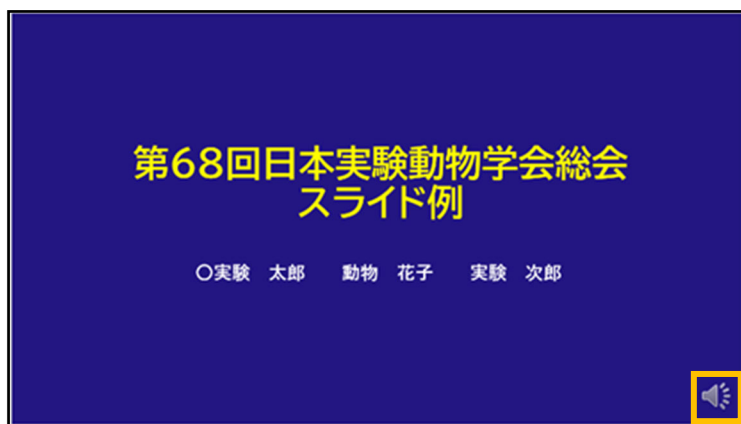 第68回日本実験動物学会総会
スライド例
〇実験　太郎　　動物　花子　　実験　次郎